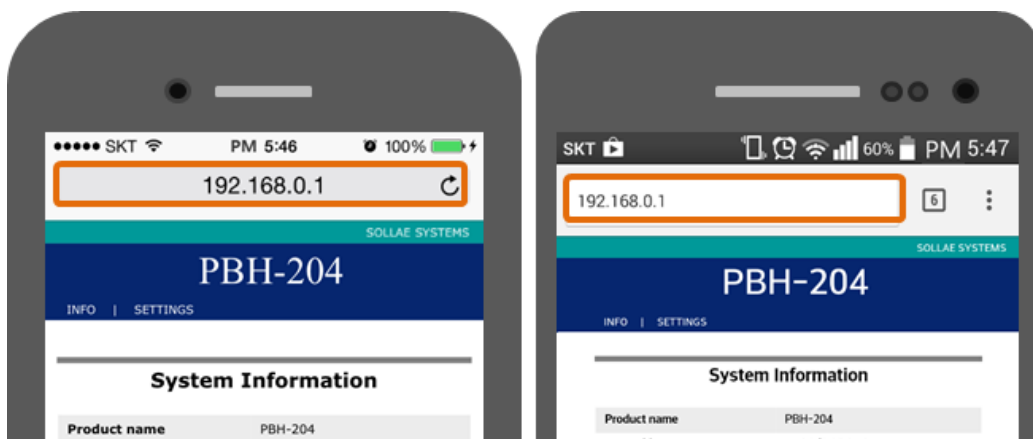 SKT PM 5:46 100%
192.168.0.1
SOLLAE SYSTEMS
PBH-204
INFO | SETTINGS
System Information
Product name PBH-204
SKT 60% PM 5:47
192.168.0.1 6
SOLLAE SYSTEMS
PBH-204
INFO | SETTINGS
System Information
Product name PBH-204